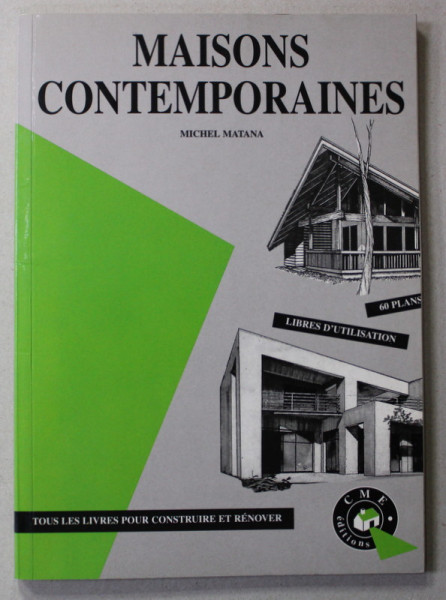 MAISONS
CONTEMPORAINES
MICHEL MATANA
60 PLANS
LIBRES D'UTILISATION
TOUS LES LIVRES POUR CONSTRUIRE ET RÉNOVER
CME
éditions